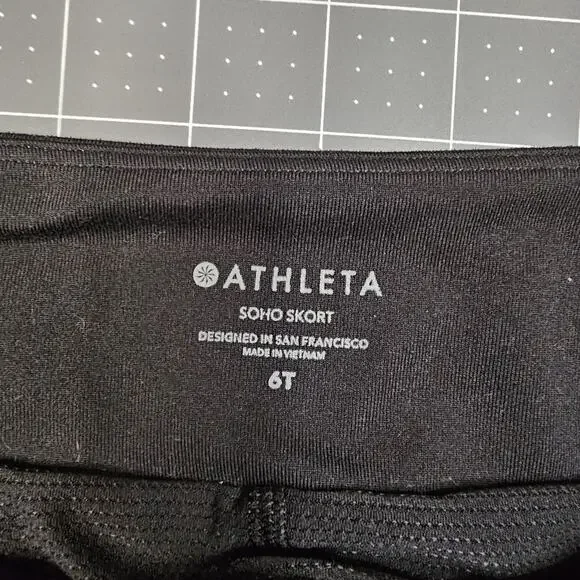 ATHLETA
SOHO SKORT
DESIGNED IN SAN FRANCISCO
MADE IN VIETNAM
6T